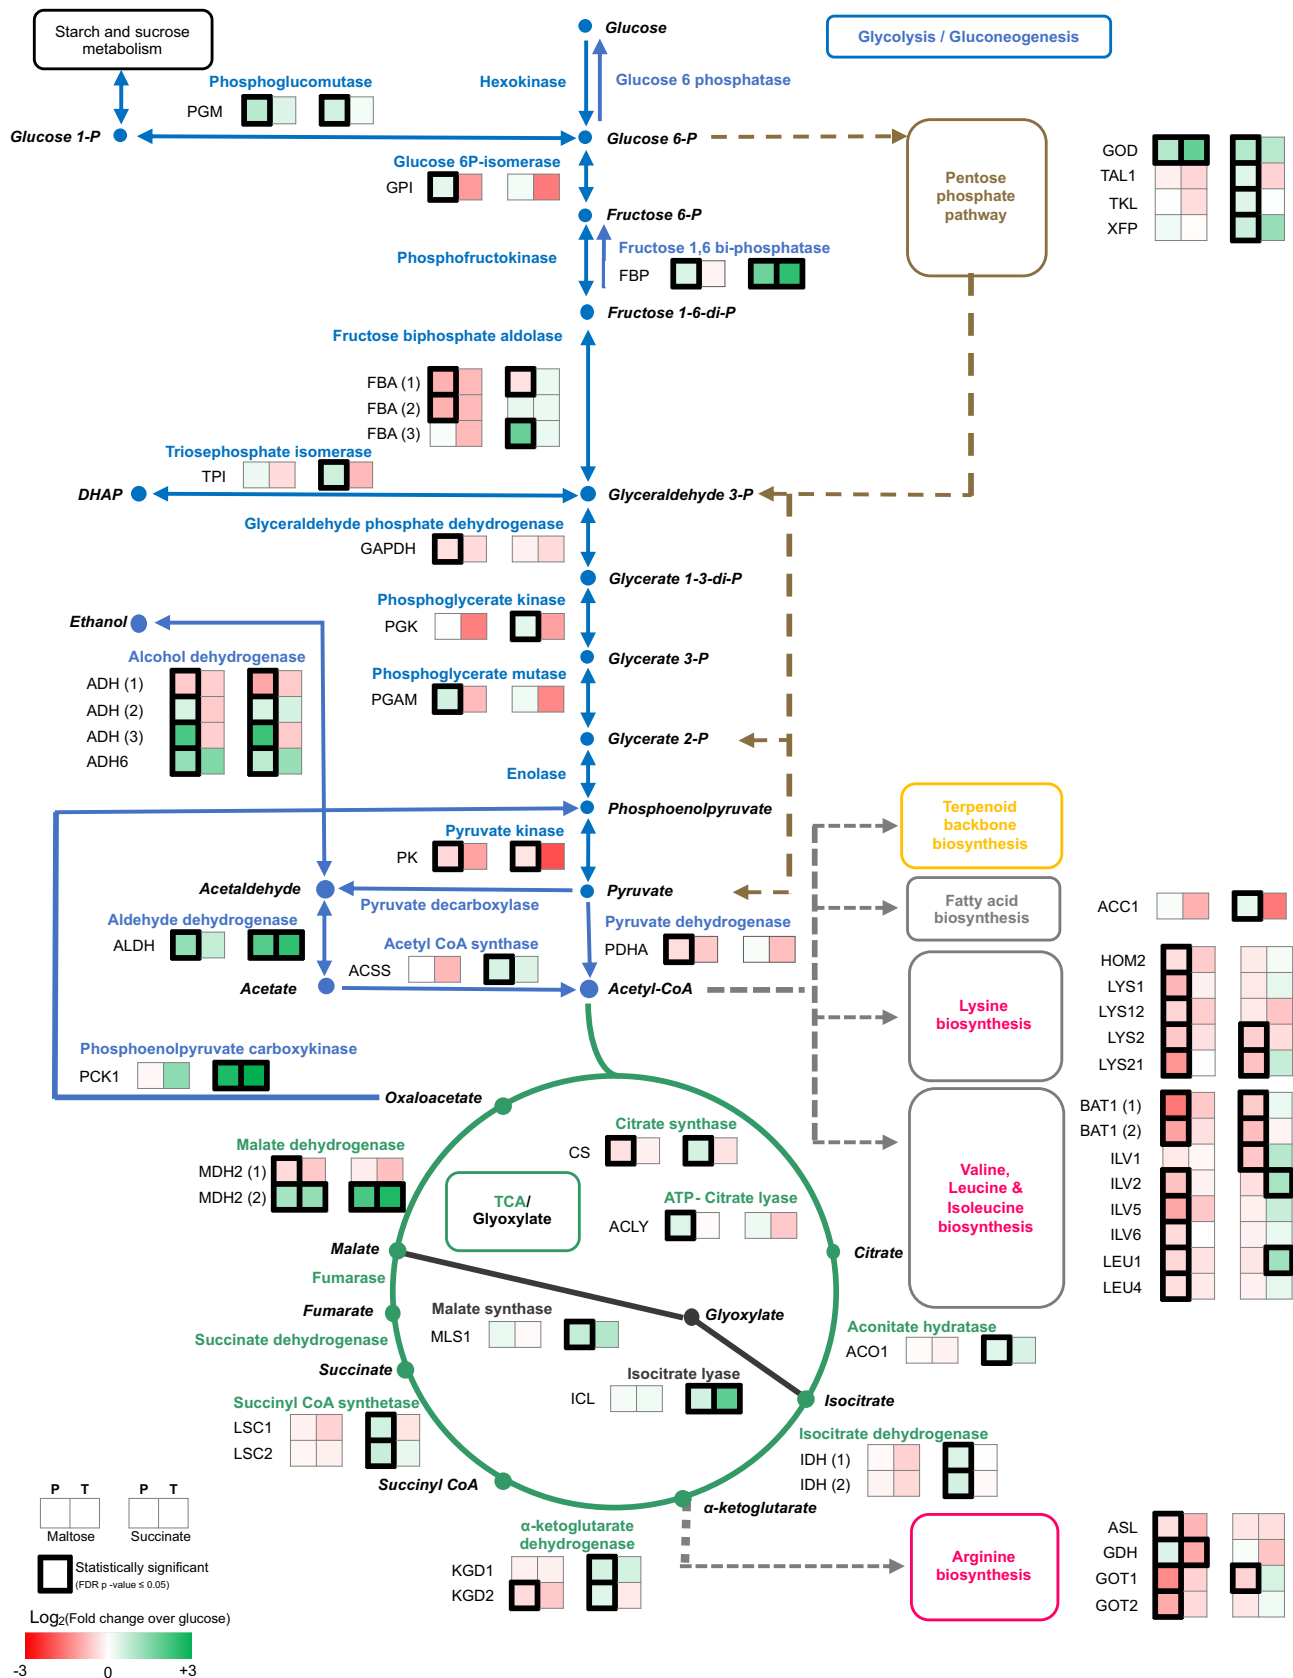 Starch and sucrose
metabolism
Glucose
Glycolysis / Gluconeogenesis
Hexokinase
Glucose 6 phosphatase
Phosphoglucomutase
PGM
Glucose 1-P
Glucose 6-P
Glucose 6P-isomerase
GPI
Fructose 6-P
Pentose
phosphate
pathway
GOD
TAL1
TKL
XFP
Phosphofructokinase
Fructose 1,6 bi-phosphatase
FBP
Fructose 1-6-di-P
Fructose biphosphate aldolase
FBA (1)
FBA (2)
FBA (3)
Triosephosphate isomerase
TPI
DHAP
Glyceraldehyde 3-P
Glyceraldehyde phosphate dehydrogenase
GAPDH
Glycerate 1-3-di-P
Phosphoglycerate kinase
PGK
Glycerate 3-P
Ethanol
Alcohol dehydrogenase
ADH (1)
ADH (2)
ADH (3)
ADH6
Phosphoglycerate mutase
PGAM
Glycerate 2-P
Enolase
Phosphoenolpyruvate
Pyruvate kinase
PK
Pyruvate
Acetaldehyde
Pyruvate decarboxylase
Aldehyde dehydrogenase
ALDH
Acetyl CoA synthase
ACSS
Pyruvate dehydrogenase
PDHA
Acetate
Acetyl-CoA
Terpenoid
backbone
biosynthesis
Fatty acid
biosynthesis
ACC1
Lysine
biosynthesis
HOM2
LYS1
LYS12
LYS2
LYS21
Valine,
Leucine &
Isoleucine
biosynthesis
BAT1 (1)
BAT1 (2)
ILV1
ILV2
ILV5
ILV6
LEU1
LEU4
Phosphoenolpyruvate carboxykinase
PCK1
Oxaloacetate
Malate dehydrogenase
MDH2 (1)
MDH2 (2)
Citrate synthase
CS
TCA/
Glyoxylate
ATP- Citrate lyase
ACLY
Malate
Citrate
Fumarase
Fumarate
Malate synthase
MLS1
Glyoxylate
Succinate dehydrogenase
Aconitate hydratase
ACO1
Succinate
Isocitrate lyase
ICL
Isocitrate
Succinyl CoA synthetase
LSC1
LSC2
Isocitrate dehydrogenase
IDH (1)
IDH (2)
Succinyl CoA
α-ketoglutarate
α-ketoglutarate
dehydrogenase
KGD1
KGD2
Arginine
biosynthesis
ASL
GDH
GOT1
GOT2
P T P T
Maltose Succinate
Statistically significant
(FDR p -value ≤ 0.05)
Log₂(Fold change over glucose)
-3 0 +3